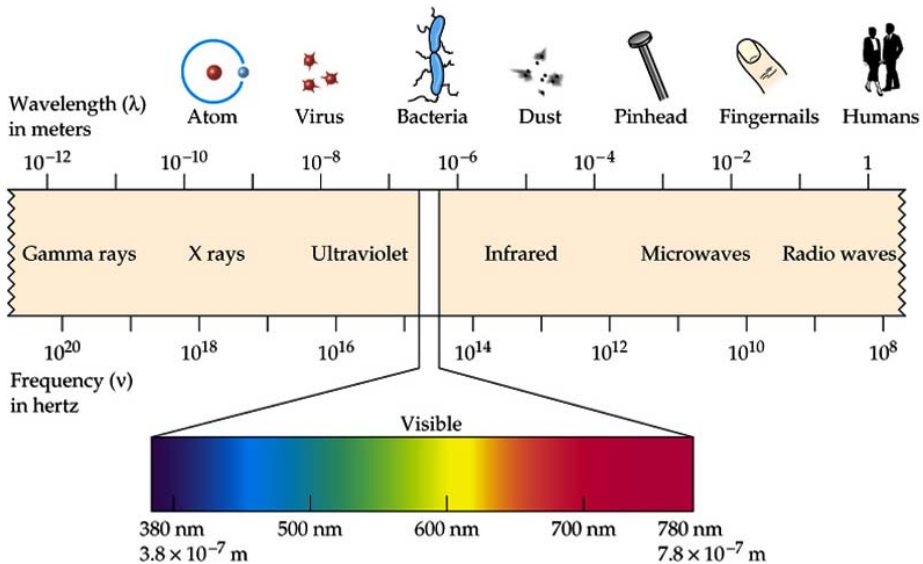 Wavelength (λ)
in meters
Atom Virus Bacteria Dust Pinhead Fingernails Humans
10⁻¹² 10⁻¹⁰ 10⁻⁸ 10⁻⁶ 10⁻⁴ 10⁻² 1
Gamma rays X rays Ultraviolet Infrared Microwaves Radio waves
10²⁰ 10¹⁸ 10¹⁶ 10¹⁴ 10¹² 10¹⁰ 10⁸
Frequency (ν)
in hertz
Visible
380 nm 500 nm 600 nm 700 nm 780 nm
3.8 × 10⁻⁷ m 7.8 × 10⁻⁷ m